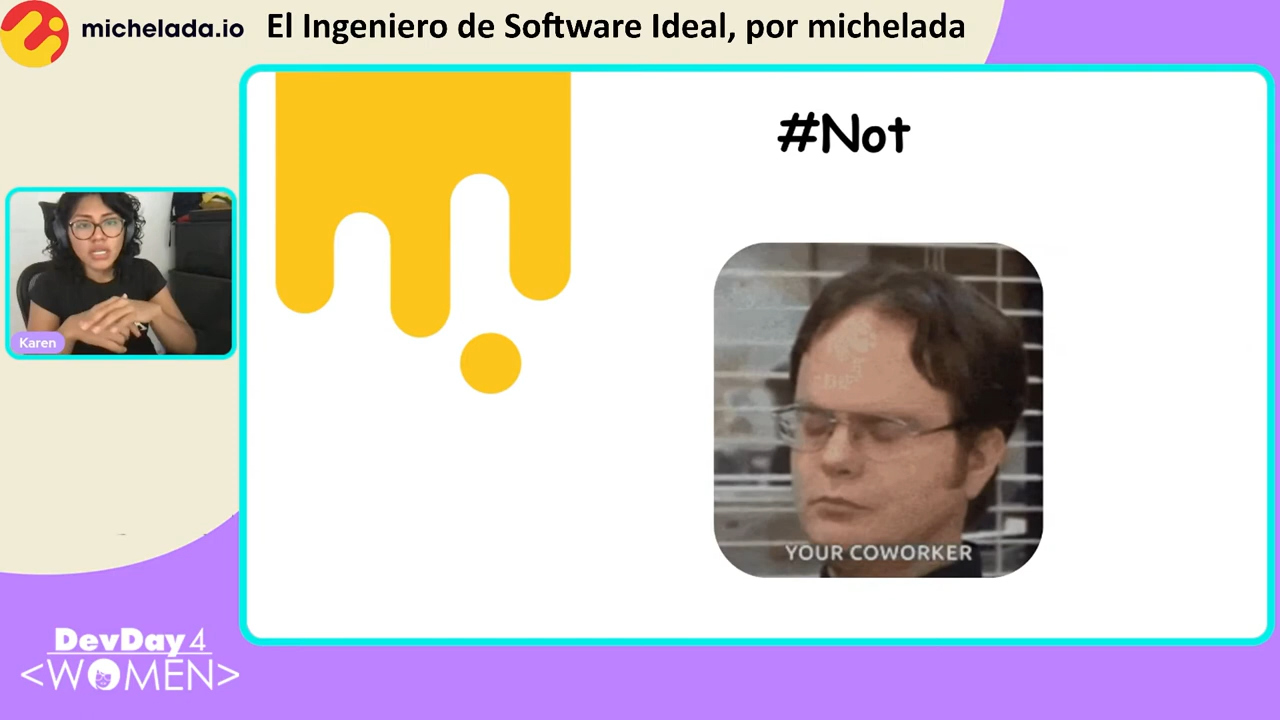 michelada.io
El Ingeniero de Software Ideal, por michelada
#Not
Karen
YOUR COWORKER
DevDay 4
<WOMEN>